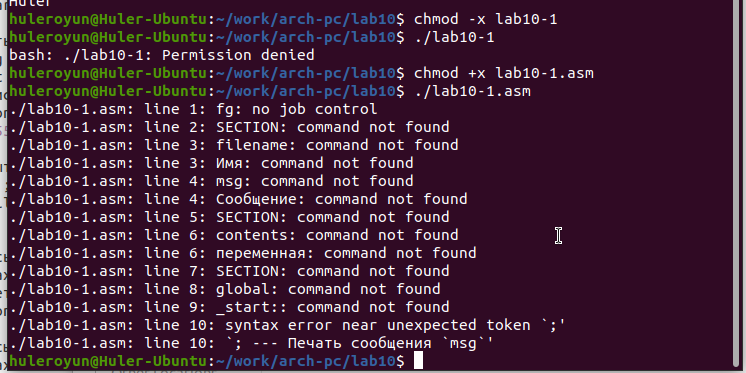 Huler
huleroyun@Huler-Ubuntu:~/work/arch-pc/lab10$ chmod -x lab10-1
huleroyun@Huler-Ubuntu:~/work/arch-pc/lab10$ ./lab10-1
bash: ./lab10-1: Permission denied
huleroyun@Huler-Ubuntu:~/work/arch-pc/lab10$ chmod +x lab10-1.asm
huleroyun@Huler-Ubuntu:~/work/arch-pc/lab10$ ./lab10-1.asm
./lab10-1.asm: line 1: fg: no job control
./lab10-1.asm: line 2: SECTION: command not found
./lab10-1.asm: line 3: filename: command not found
./lab10-1.asm: line 3: Имя: command not found
./lab10-1.asm: line 4: msg: command not found
./lab10-1.asm: line 4: Сообщение: command not found
./lab10-1.asm: line 5: SECTION: command not found
./lab10-1.asm: line 6: contents: command not found
./lab10-1.asm: line 6: переменная: command not found
./lab10-1.asm: line 7: SECTION: command not found
./lab10-1.asm: line 8: global: command not found
./lab10-1.asm: line 9: _start:: command not found
./lab10-1.asm: line 10: syntax error near unexpected token `;'
./lab10-1.asm: line 10: `; --- Печать сообщения `msg`'
huleroyun@Huler-Ubuntu:~/work/arch-pc/lab10$